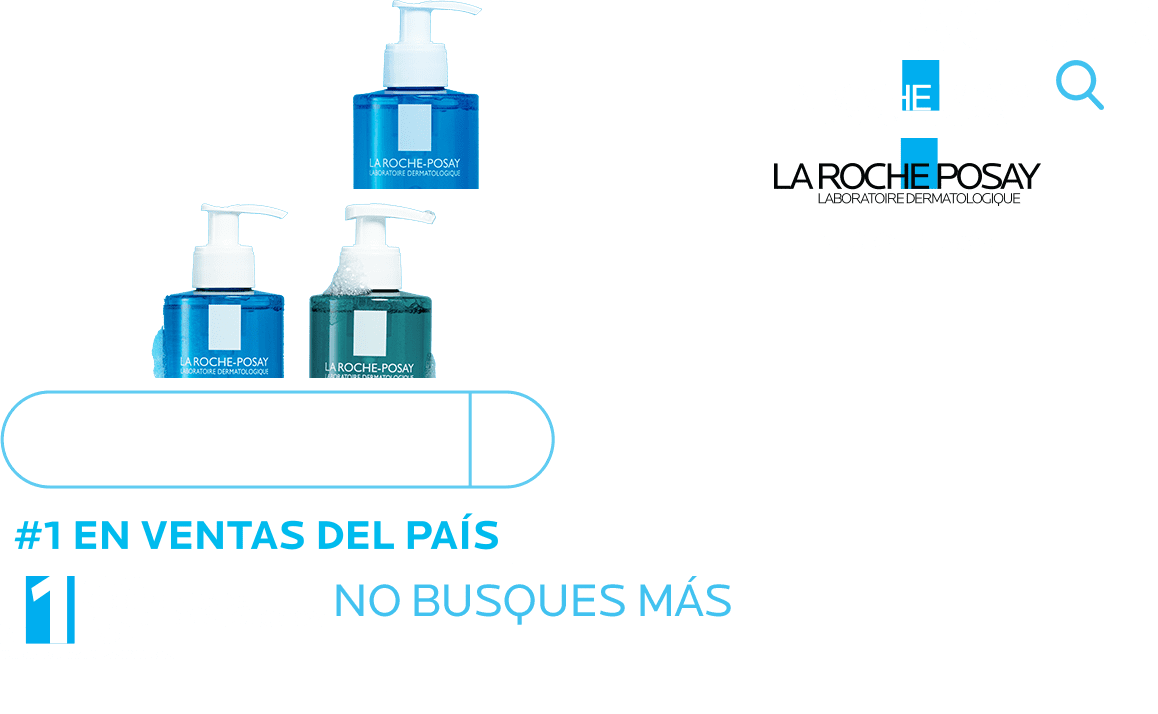 LA ROCHE-POSAY
LABORATOIRE DERMATOLOGIQUE
HE
LA ROCHE POSAY
LABORATOIRE DERMATOLOGIQUE
LA ROCHE-POSAY
LABORATOIRE DERMATOLOGIQUE
LA ROCHE-POSAY
LABORATOIRE DERMATOLOGIQUE
#1 EN VENTAS DEL PAÍS
1
NO BUSQUES MÁS